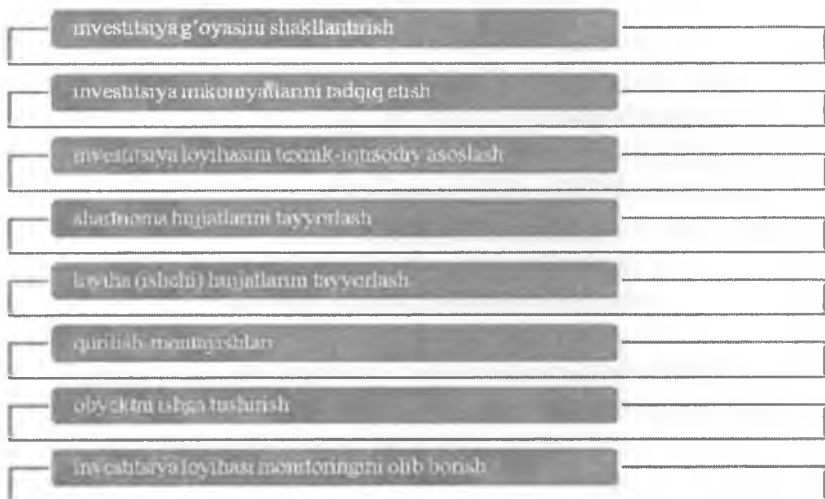 investitsiya g'oyasini shakllantirish
investitsiya imkoniyatlarini tadqiq etish
investitsiya loyihasini texnik-iqtisodiy asoslash
shartnoma hujjatlarini tayyorlash
loyiha (ishchi) hujjatlarini tayyorlash
qurilish-montaj ishlari
obyektni ishga tushirish
investitsiya loyihasi monitoringini olib borish